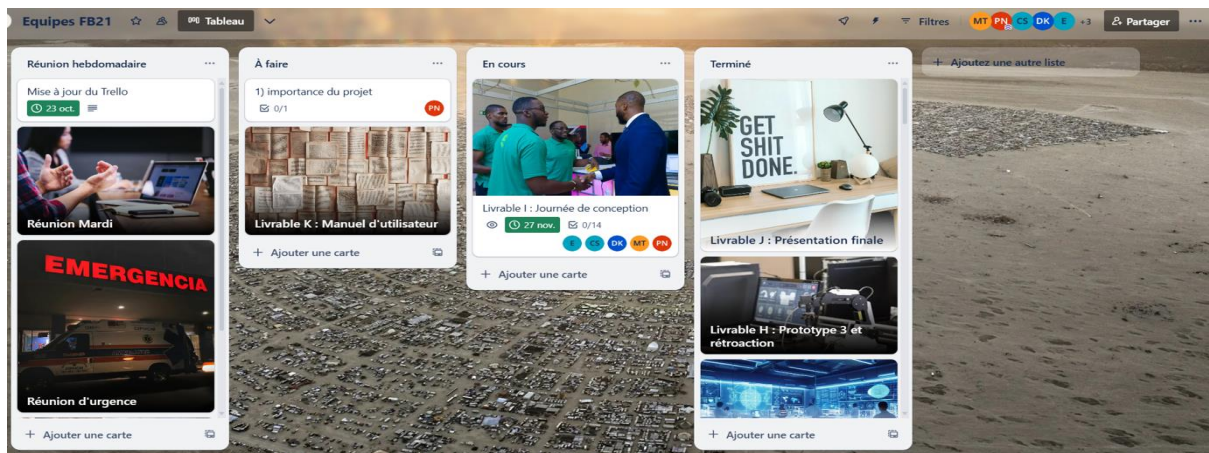 Equipes FB21
Tableau
Filtres
MT PN CS DK E +3
Partager
Réunion hebdomadaire
Mise à jour du Trello
23 oct.
Réunion Mardi
EMERGENCIA
Réunion d'urgence
+ Ajouter une carte
À faire
1) importance du projet
0/1
PN
Livrable K : Manuel d'utilisateur
+ Ajouter une carte
En cours
Livrable I : Journée de conception
27 nov.
0/14
E CS DK MT PN
+ Ajouter une carte
Terminé
GET
SHIT
DONE.
Livrable J : Présentation finale
Livrable H : Prototype 3 et
rétroaction
+ Ajouter une carte
+ Ajoutez une autre liste